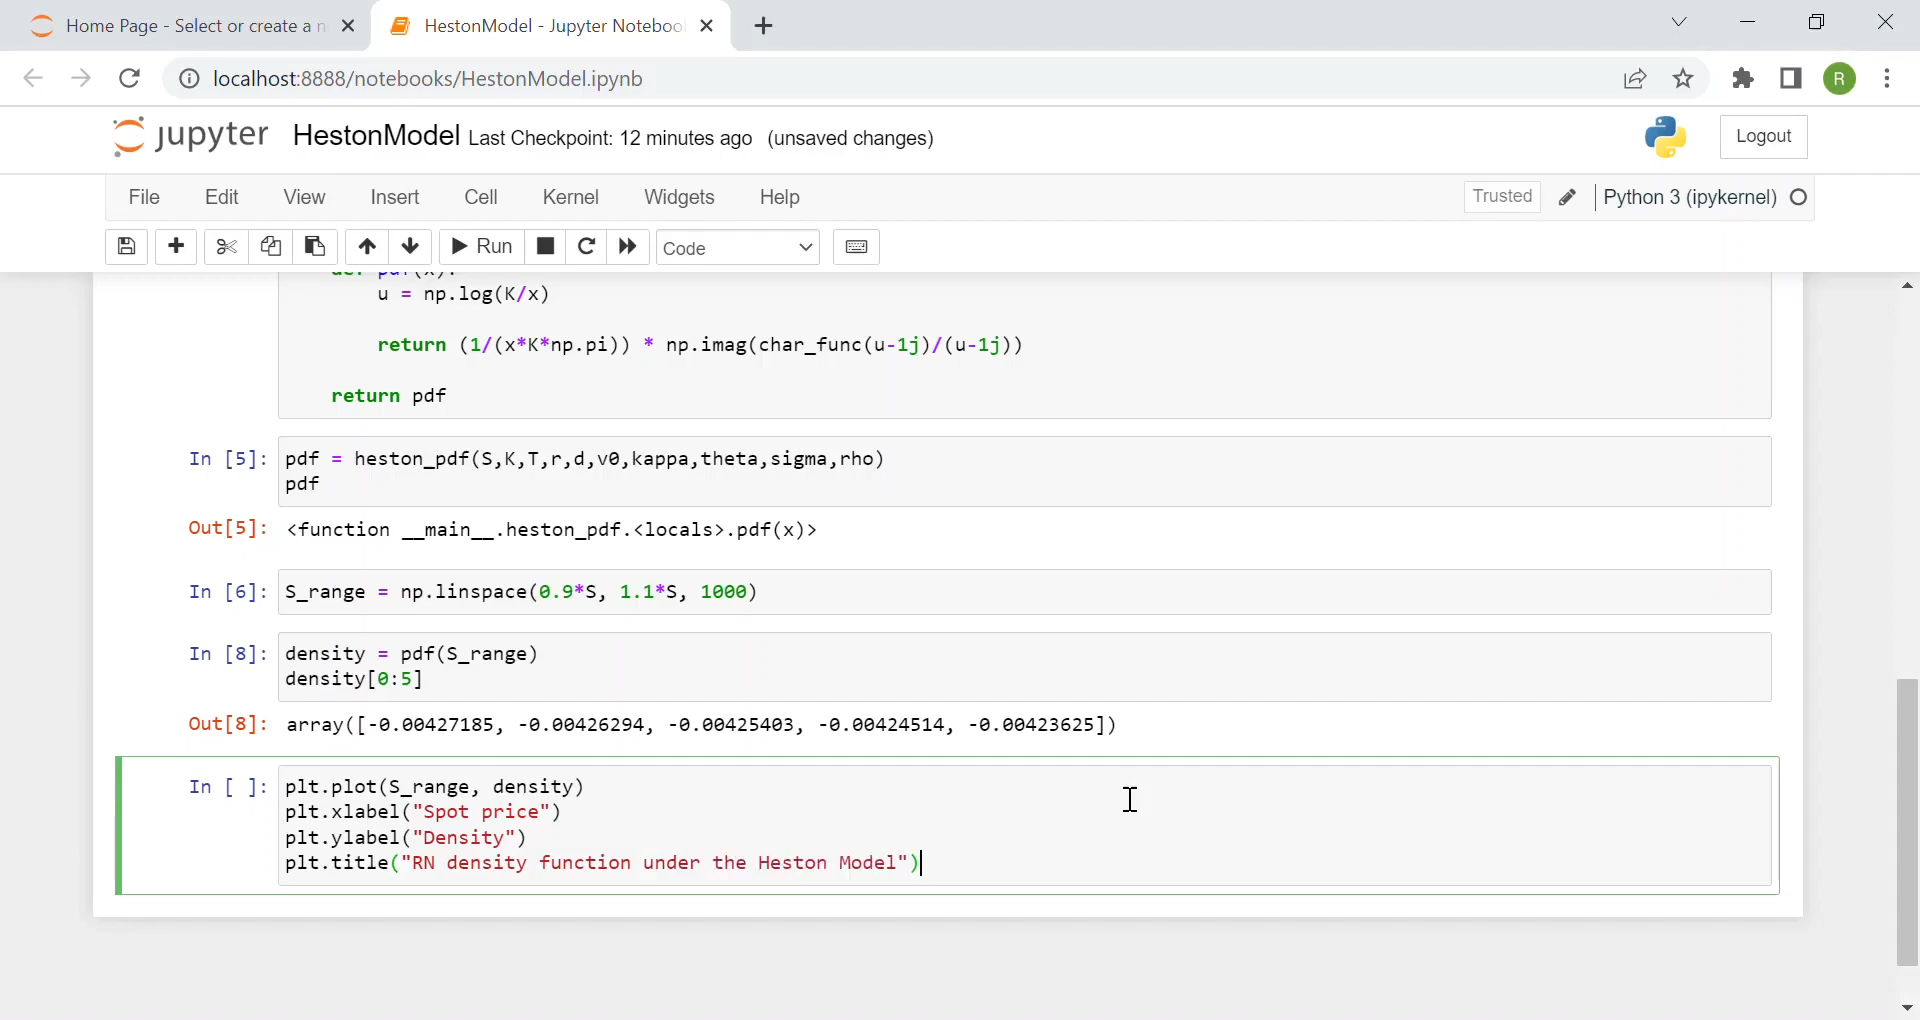 Home Page - Select or create a n
HestonModel - Jupyter Noteboo
localhost:8888/notebooks/HestonModel.ipynb
R
jupyter HestonModel Last Checkpoint: 12 minutes ago (unsaved changes)
Logout
File Edit View Insert Cell Kernel Widgets Help
Trusted Python 3 (ipykernel)
Run Code
def pdf(x):
u = np.log(K/x)
return (1/(x*K*np.pi)) * np.imag(char_func(u-1j)/(u-1j))
return pdf
In [5]: pdf = heston_pdf(S,K,T,r,d,v0,kappa,theta,sigma,rho)
pdf
Out[5]: <function __main__.heston_pdf.<locals>.pdf(x)>
In [6]: S_range = np.linspace(0.9*S, 1.1*S, 1000)
In [8]: density = pdf(S_range)
density[0:5]
Out[8]: array([-0.00427185, -0.00426294, -0.00425403, -0.00424514, -0.00423625])
In [ ]: plt.plot(S_range, density)
plt.xlabel("Spot price")
plt.ylabel("Density")
plt.title("RN density function under the Heston Model")